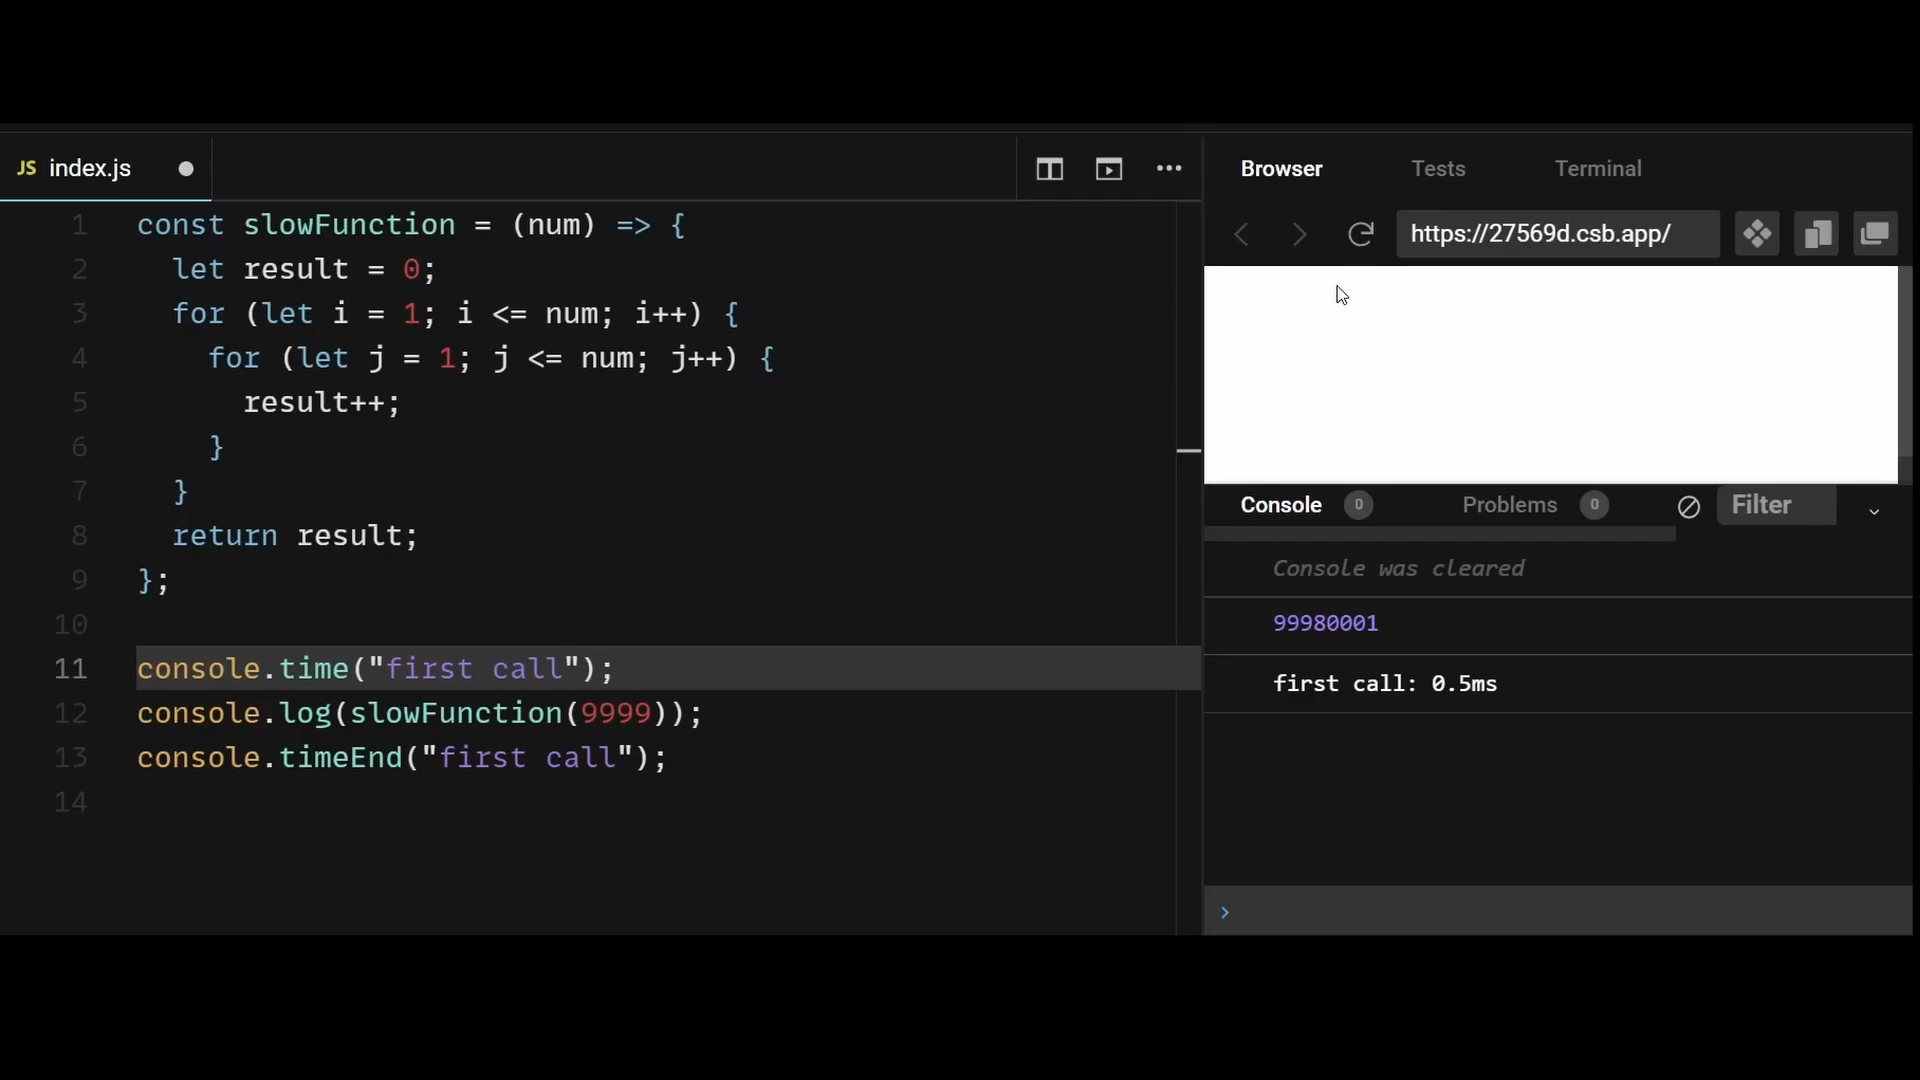 JS index.js
1 const slowFunction = (num) => {
2 let result = 0;
3 for (let i = 1; i <= num; i++) {
4 for (let j = 1; j <= num; j++) {
5 result++;
6 }
7 }
8 return result;
9 };
10
11 console.time("first call");
12 console.log(slowFunction(9999));
13 console.timeEnd("first call");
14
Browser Tests Terminal
https://27569d.csb.app/
Console 0 Problems 0 Filter
Console was cleared
99980001
first call: 0.5ms